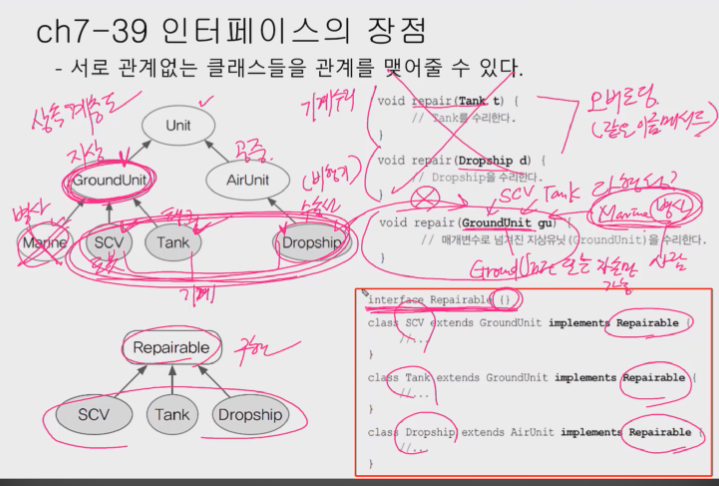 ch7-39 인터페이스의 장점
- 서로 관계없는 클래스들을 관계를 맺어줄 수 있다.
상속계층도
Unit
지상
GroundUnit
공중
AirUnit
(비행기)
병사
Marine
SCV
Tank
수송선
Dropship
로봇
기계
Repairable
구현
SCV
Tank
Dropship
기계수리
void repair(Tank t) {
// Tank를 수리한다.
}
void repair(Dropship d) {
// Dropship을 수리한다.
}
오버로딩
(같은이름메서드)
SCV Tank 다형성?
Marine 병사
void repair(GroundUnit gu) {
// 매개변수로 넘겨진 지상유닛(GroundUnit)을 수리한다.
}
사람
interface Repairable {}
class SCV extends GroundUnit implements Repairable {
//...
}
class Tank extends GroundUnit implements Repairable {
//...
}
class Dropship extends AirUnit implements Repairable {
//..
}